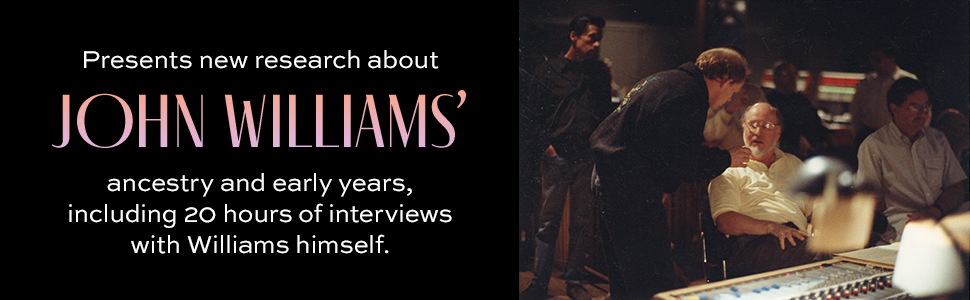 Presents new research about
JOHN WILLIAMS’
ancestry and early years,
including 20 hours of interviews
with Williams himself.